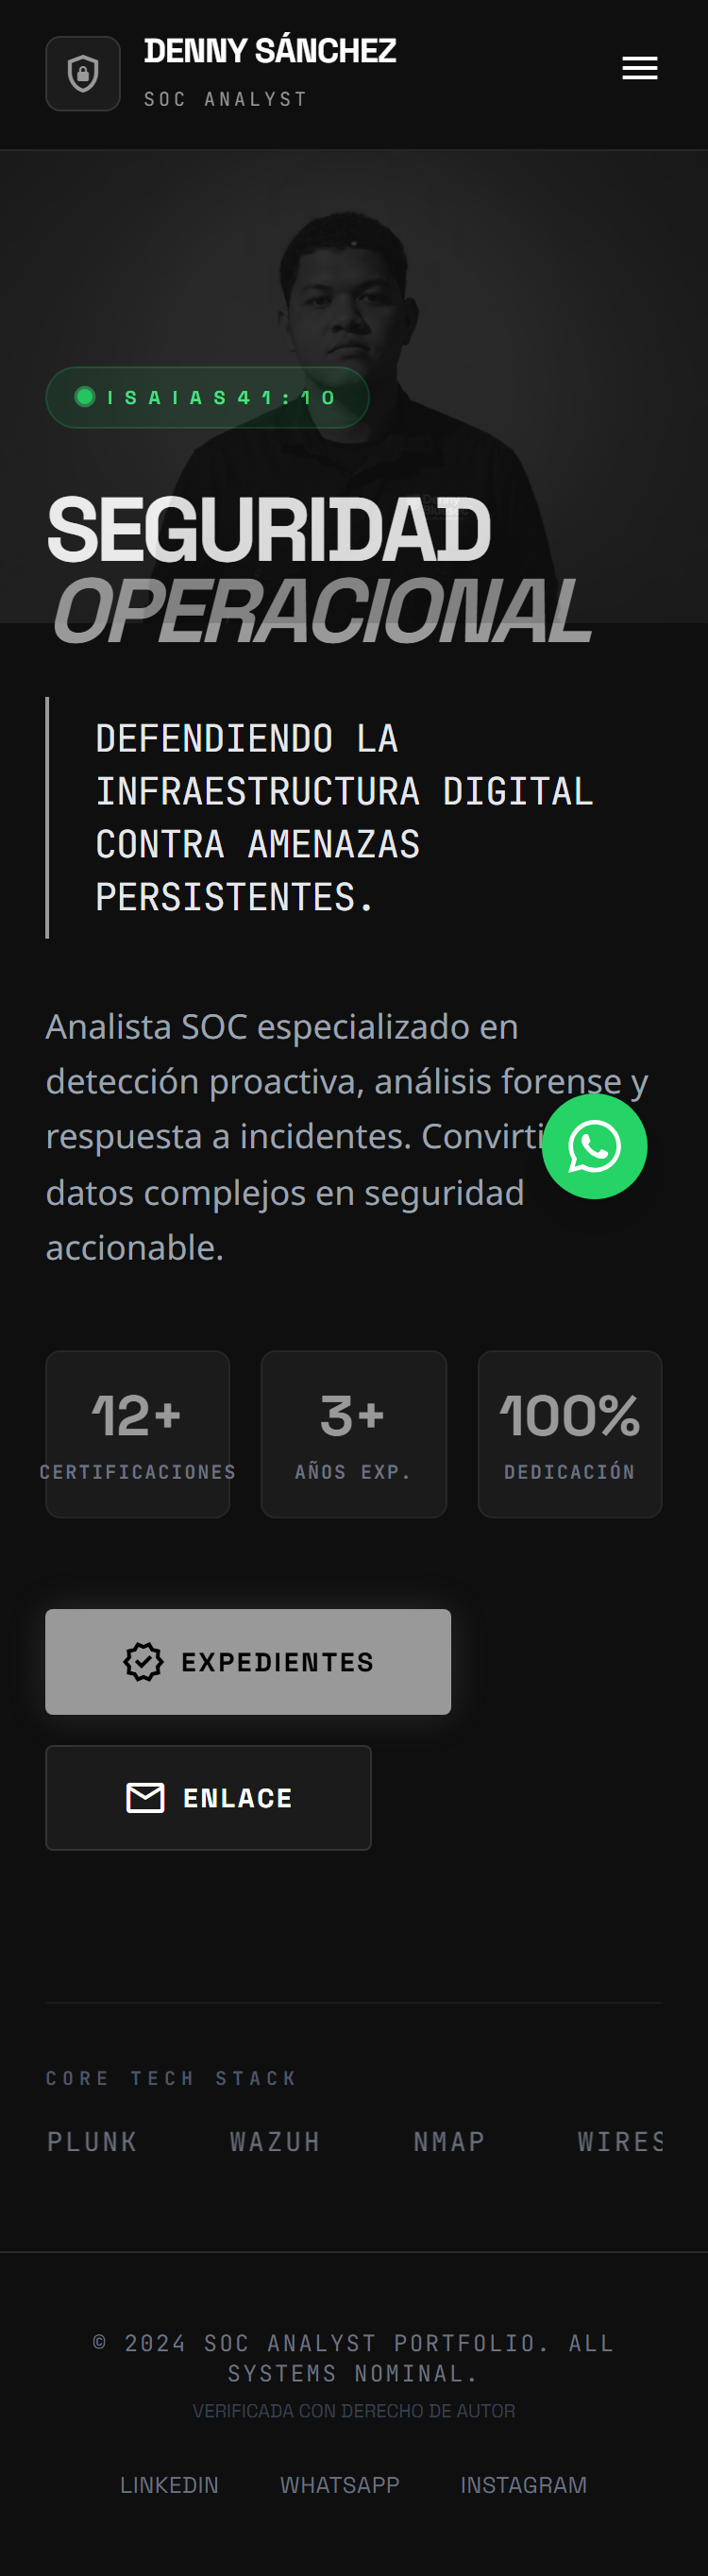 DENNY SÁNCHEZ
SOC ANALYST
ISAIAS41:10
SEGURIDAD
OPERACIONAL
DEFENDIENDO LA
INFRAESTRUCTURA DIGITAL
CONTRA AMENAZAS
PERSISTENTES.
Analista SOC especializado en
detección proactiva, análisis forense y
respuesta a incidentes. Convirti
datos complejos en seguridad
accionable.
12+
CERTIFICACIONES
3+
AÑOS EXP.
100%
DEDICACIÓN
EXPEDIENTES
ENLACE
CORE TECH STACK
PLUNK WAZUH NMAP WIRES
© 2024 SOC ANALYST PORTFOLIO. ALL
SYSTEMS NOMINAL.
VERIFICADA CON DERECHO DE AUTOR
LINKEDIN WHATSAPP INSTAGRAM